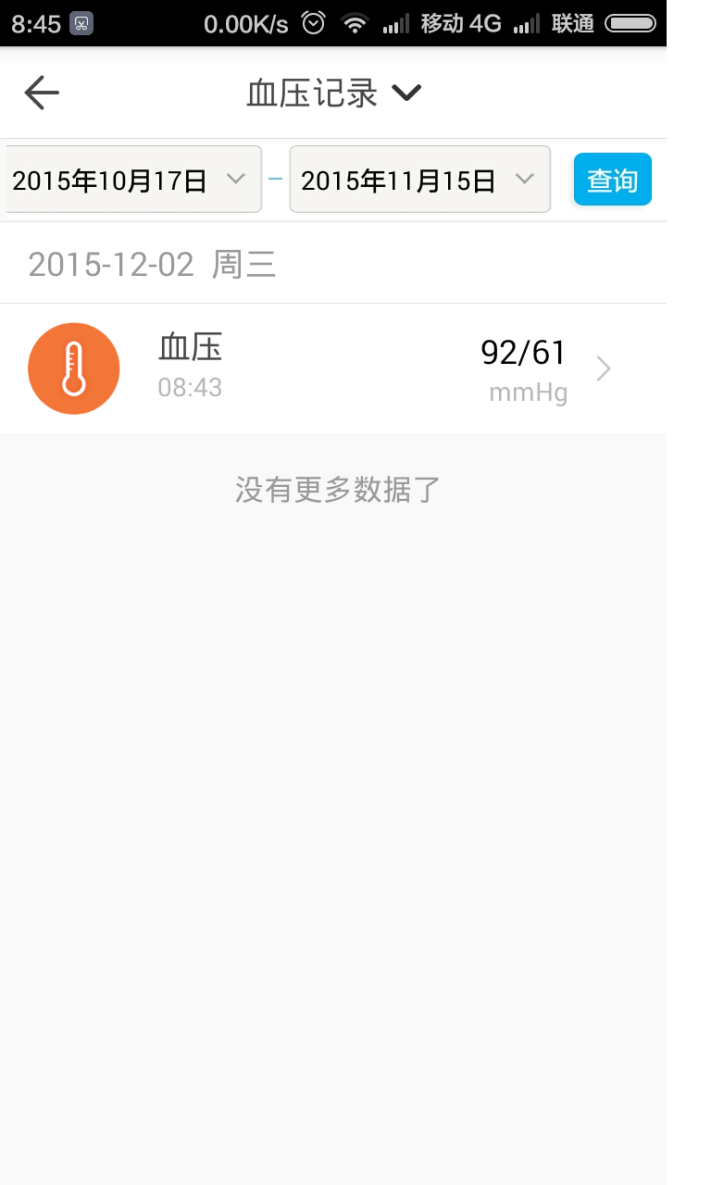 8:45 0.00K/s 移动 4G 联通
血压记录
2015年10月17日 – 2015年11月15日 查询
2015-12-02 周三
血压 92/61
08:43 mmHg
没有更多数据了